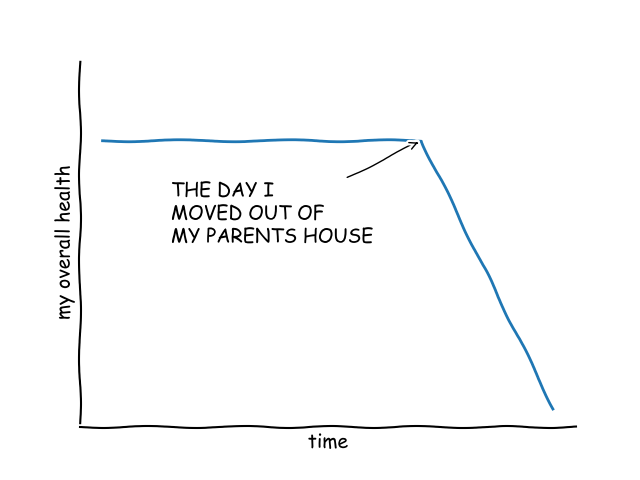 THE DAY I
MOVED OUT OF
MY PARENTS HOUSE
my overall health
time